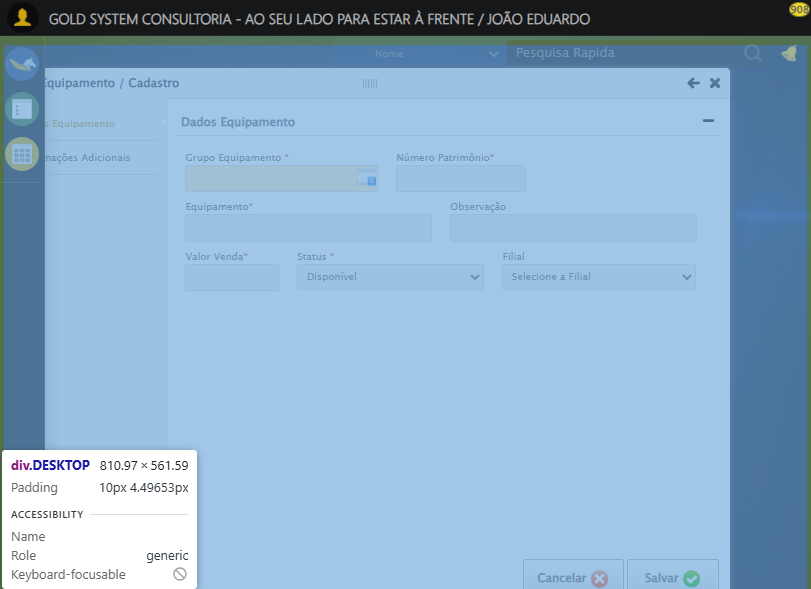 GOLD SYSTEM CONSULTORIA - AO SEU LADO PARA ESTAR À FRENTE / JOÃO EDUARDO
908
Nome
Pesquisa Rapida
Equipamento / Cadastro
s Equipamento
mações Adicionais
Dados Equipamento
Grupo Equipamento *
Número Patrimônio*
Equipamento*
Observação
Valor Venda*
Status *
Filial
Disponível
Selecione a Filial
div.DESKTOP 810.97 × 561.59
Padding 10px 4.49653px
ACCESSIBILITY
Name
Role generic
Keyboard-focusable
Cancelar
Salvar